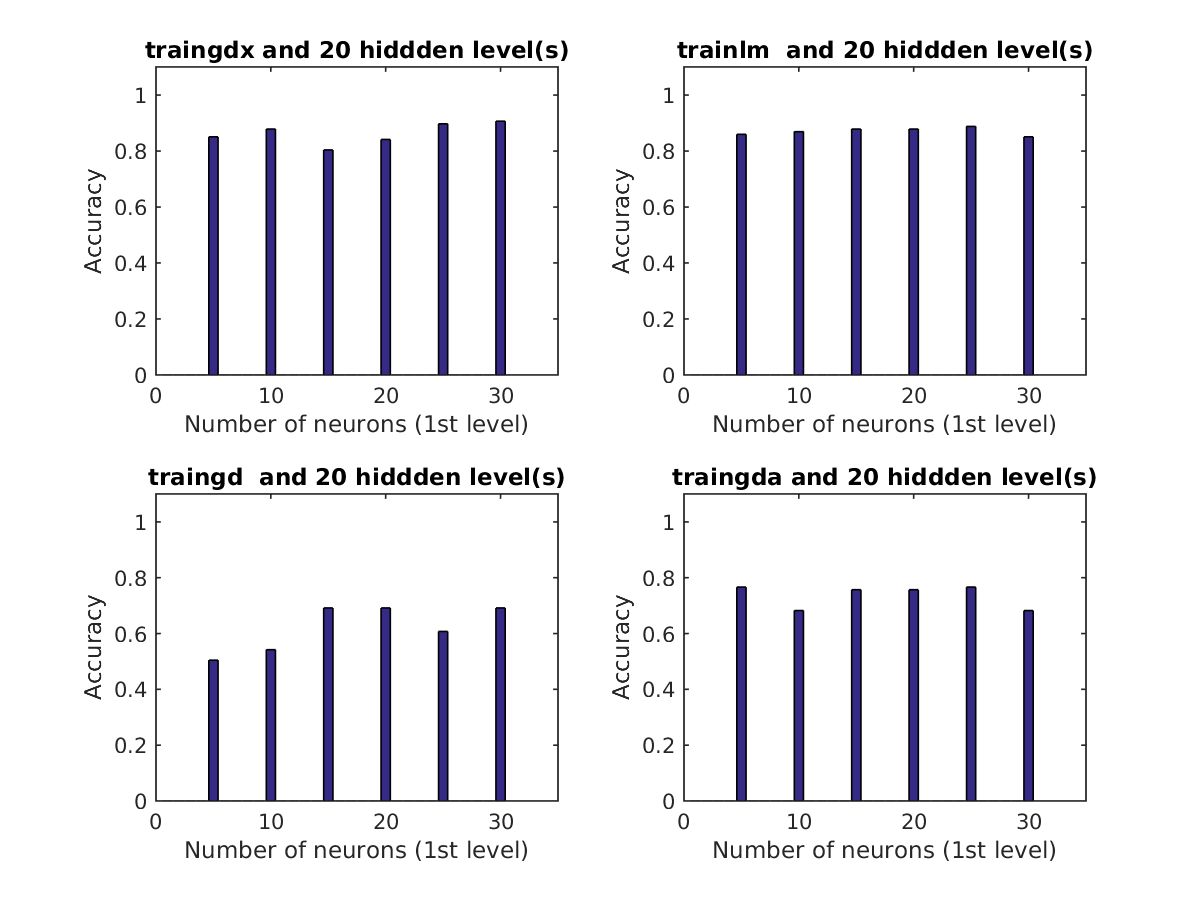 traingdx and 20 hiddden level(s)
1
0.8
0.6
0.4
0.2
0
Accuracy
0 10 20 30
Number of neurons (1st level)
trainlm  and 20 hiddden level(s)
1
0.8
0.6
0.4
0.2
0
Accuracy
0 10 20 30
Number of neurons (1st level)
traingd  and 20 hiddden level(s)
1
0.8
0.6
0.4
0.2
0
Accuracy
0 10 20 30
Number of neurons (1st level)
traingda and 20 hiddden level(s)
1
0.8
0.6
0.4
0.2
0
Accuracy
0 10 20 30
Number of neurons (1st level)